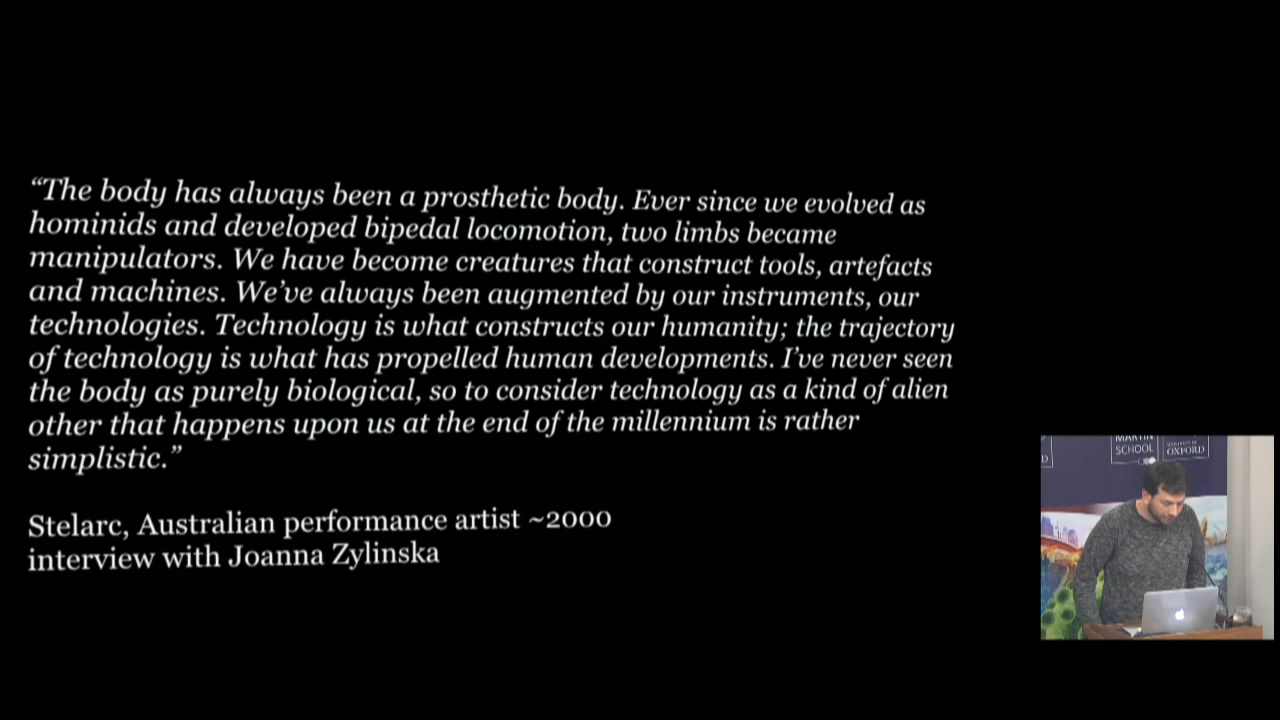 “The body has always been a prosthetic body. Ever since we evolved as
hominids and developed bipedal locomotion, two limbs became
manipulators. We have become creatures that construct tools, artefacts
and machines. We’ve always been augmented by our instruments, our
technologies. Technology is what constructs our humanity; the trajectory
of technology is what has propelled human developments. I’ve never seen
the body as purely biological, so to consider technology as a kind of alien
other that happens upon us at the end of the millennium is rather
simplistic.”
Stelarc, Australian performance artist ~2000
interview with Joanna Zylinska
MARTIN
SCHOOL
UNIVERSITY OF
OXFORD